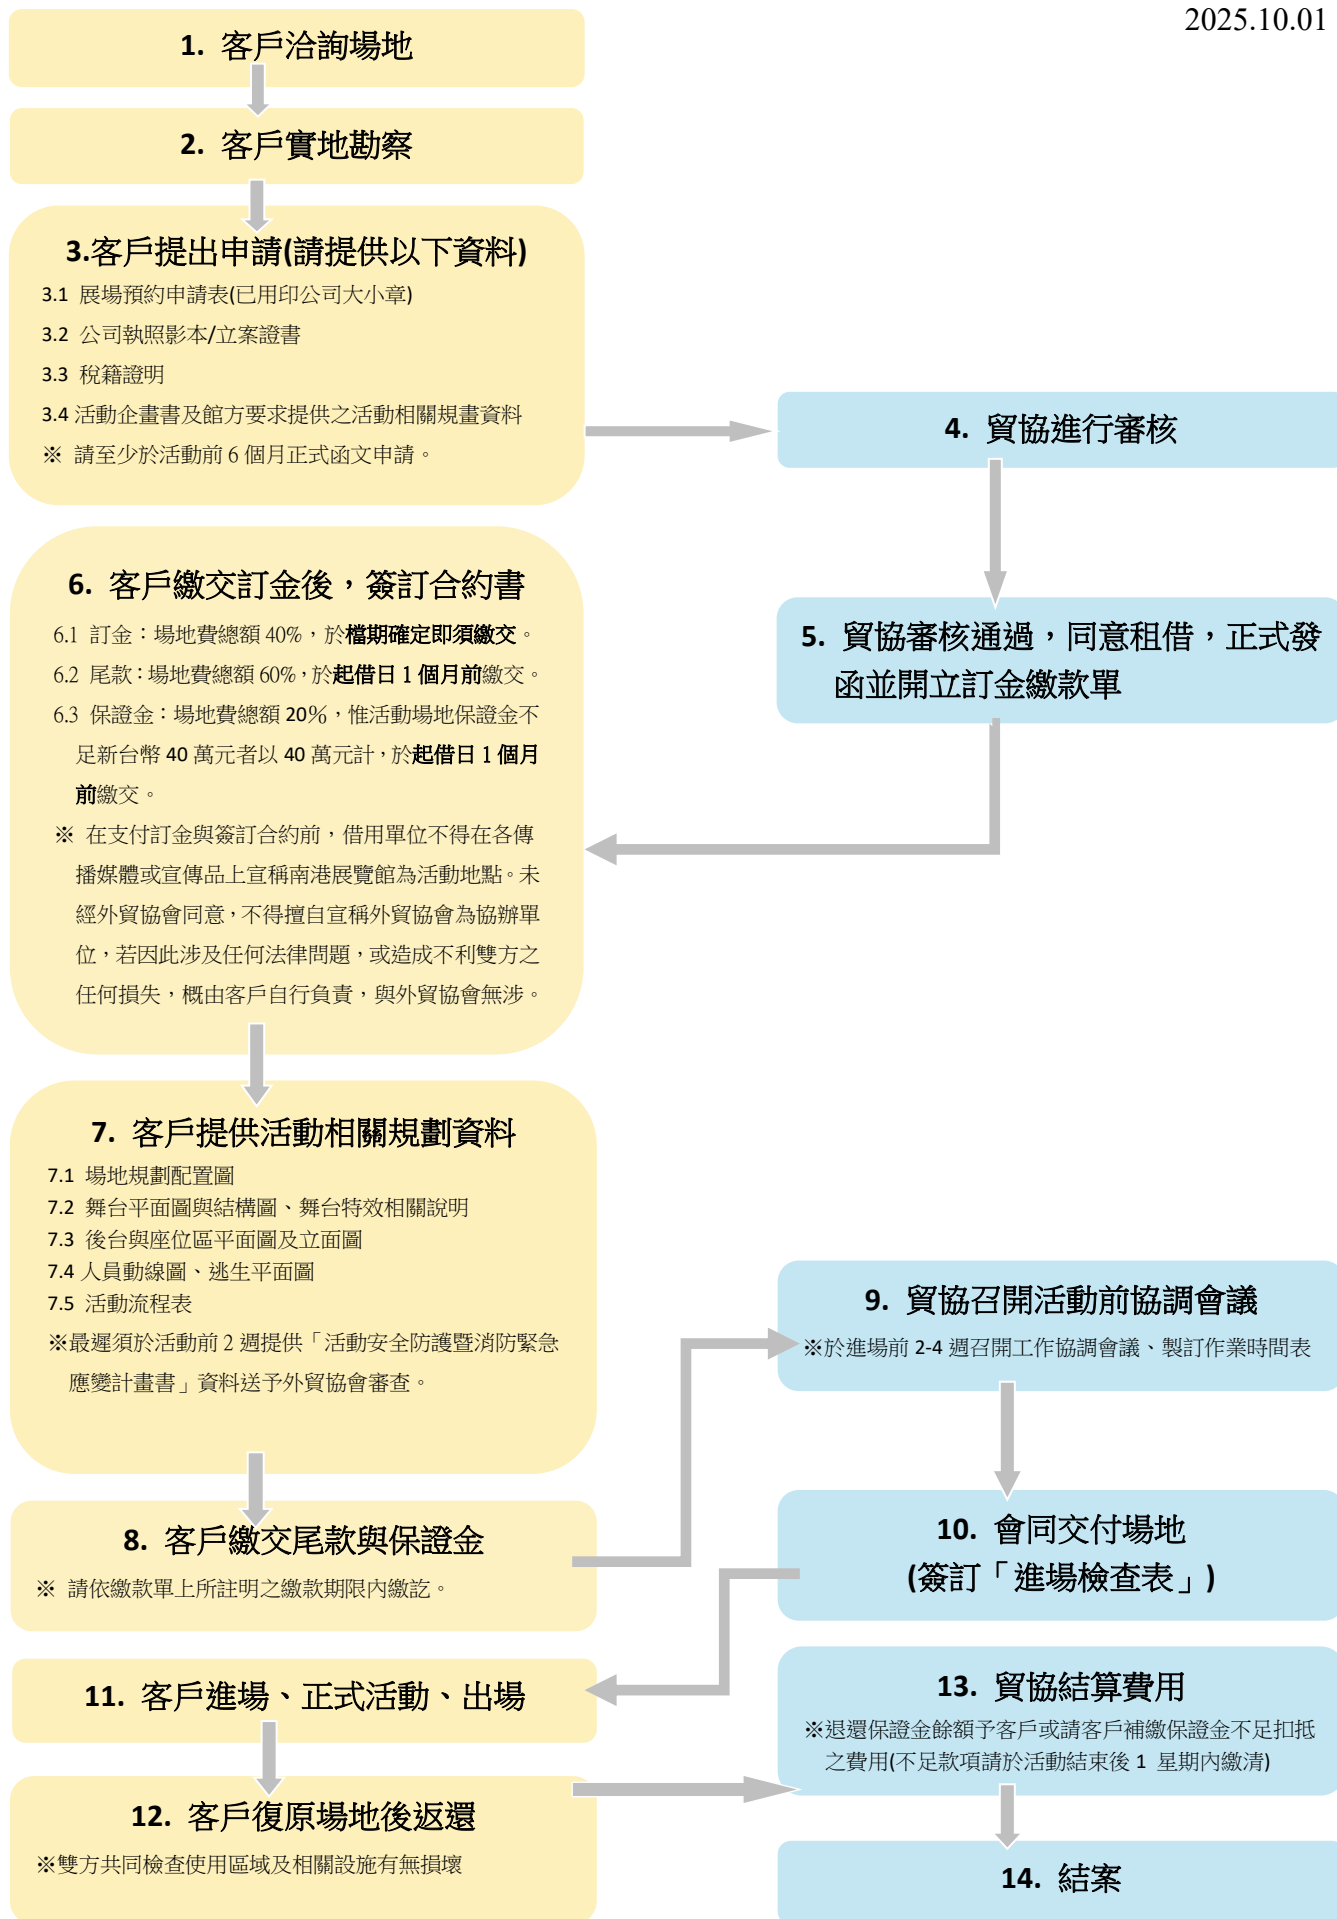 2025.10.01
1. 客戶洽詢場地
2. 客戶實地勘察
3.客戶提出申請(請提供以下資料)
3.1 展場預約申請表(已用印公司大小章)
3.2 公司執照影本/立案證書
3.3 稅籍證明
3.4 活動企畫書及館方要求提供之活動相關規畫資料
※ 請至少於活動前 6 個月正式函文申請。
4. 貿協進行審核
5. 貿協審核通過，同意租借，正式發
函並開立訂金繳款單
6. 客戶繳交訂金後，簽訂合約書
6.1 訂金：場地費總額 40%，於檔期確定即須繳交。
6.2 尾款：場地費總額 60%，於起借日 1 個月前繳交。
6.3 保證金：場地費總額 20%，惟活動場地保證金不
足新台幣 40 萬元者以 40 萬元計，於起借日 1 個月
前繳交。
※ 在支付訂金與簽訂合約前，借用單位不得在各傳
播媒體或宣傳品上宣稱南港展覽館為活動地點。未
經外貿協會同意，不得擅自宣稱外貿協會為協辦單
位，若因此涉及任何法律問題，或造成不利雙方之
任何損失，概由客戶自行負責，與外貿協會無涉。
7. 客戶提供活動相關規劃資料
7.1 場地規劃配置圖
7.2 舞台平面圖與結構圖、舞台特效相關說明
7.3 後台與座位區平面圖及立面圖
7.4 人員動線圖、逃生平面圖
7.5 活動流程表
※最遲須於活動前 2 週提供「活動安全防護暨消防緊急
應變計畫書」資料送予外貿協會審查。
8. 客戶繳交尾款與保證金
※ 請依繳款單上所註明之繳款期限內繳訖。
9. 貿協召開活動前協調會議
※於進場前 2-4 週召開工作協調會議、製訂作業時間表
10. 會同交付場地
(簽訂「進場檢查表」)
11. 客戶進場、正式活動、出場
12. 客戶復原場地後返還
※雙方共同檢查使用區域及相關設施有無損壞
13. 貿協結算費用
※退還保證金餘額予客戶或請客戶補繳保證金不足扣抵
之費用(不足款項請於活動結束後 1 星期內繳清)
14. 結案